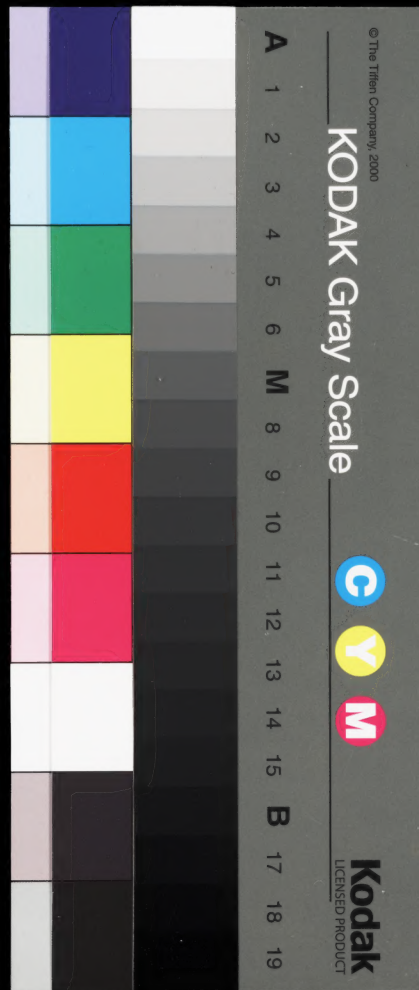 © The Tiffen Company, 2000
KODAK Gray Scale
C Y M
Kodak
LICENSED PRODUCT
A 1 2 3 4 5 6 M 8 9 10 11 12 13 14 15 B 17 18 19